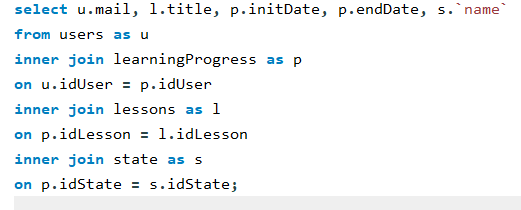 select u.mail, l.title, p.initDate, p.endDate, s.`name`
from users as u
inner join learningProgress as p
on u.idUser = p.idUser
inner join lessons as l
on p.idLesson = l.idLesson
inner join state as s
on p.idState = s.idState;